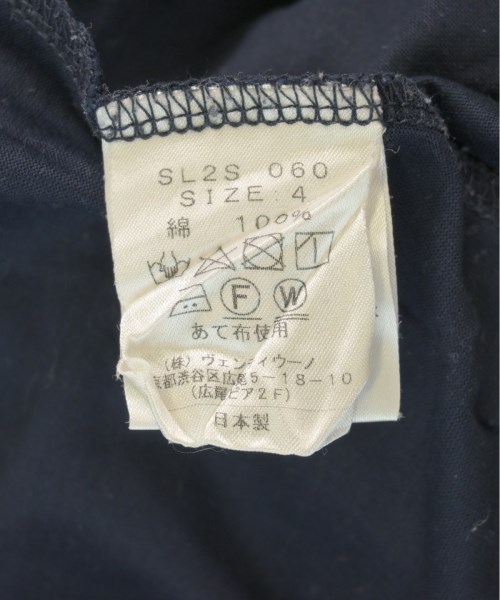 SL2S 060
SIZE:4
綿 100%
F W
あて布使用
(株)ヴェンティウーノ
京都渋谷区広尾5-18-10
(広尾ピア2F)
日本製